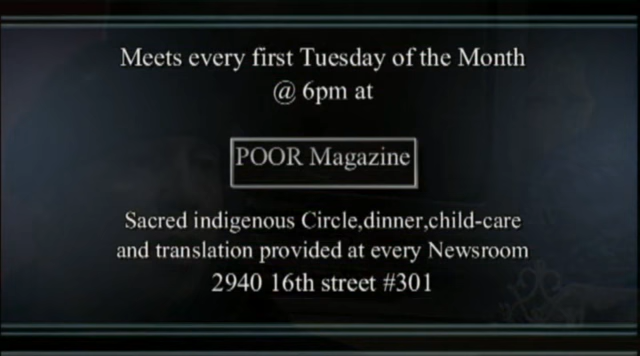 Meets every first Tuesday of the Month
@ 6pm at
POOR Magazine
Sacred indigenous Circle,dinner,child-care
and translation provided at every Newsroom
2940 16th street #301